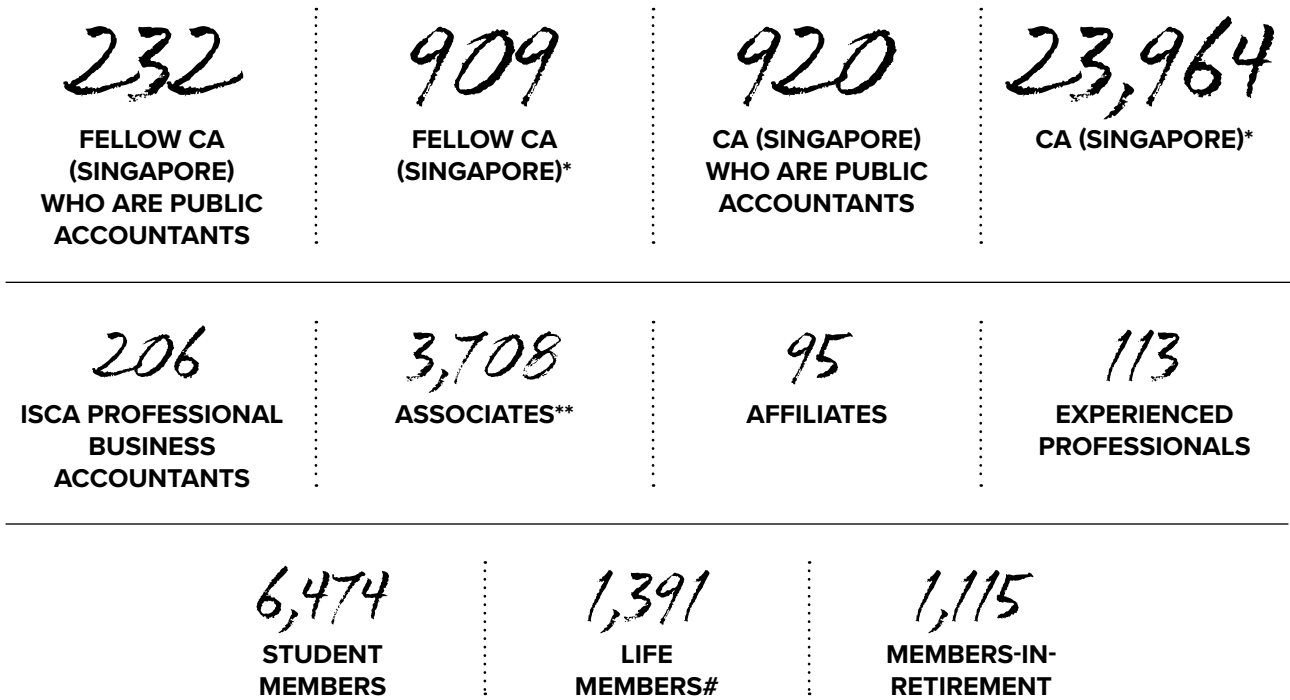 232
FELLOW CA
(SINGAPORE)
WHO ARE PUBLIC
ACCOUNTANTS
909
FELLOW CA
(SINGAPORE)*
920
CA (SINGAPORE)
WHO ARE PUBLIC
ACCOUNTANTS
23,964
CA (SINGAPORE)*
206
ISCA PROFESSIONAL
BUSINESS
ACCOUNTANTS
3,708
ASSOCIATES**
95
AFFILIATES
113
EXPERIENCED
PROFESSIONALS
6,474
STUDENT
MEMBERS
1,391
LIFE
MEMBERS#
1,115
MEMBERS-IN-
RETIREMENT